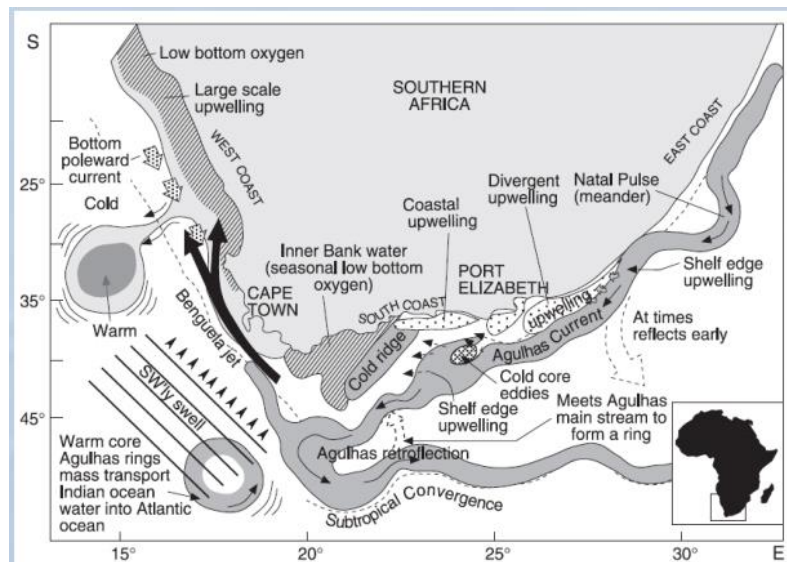 S
Low bottom oxygen
Large scale
upwelling
SOUTHERN
AFRICA
WEST COAST
EAST COAST
Bottom
poleward
current
Cold
25°
30°
35°
45°
Warm
Divergent
upwelling
Natal Pulse
(meander)
Coastal
upwelling
Inner Bank water
(seasonal low bottom
oxygen)
PORT
ELIZABETH
Shelf edge
upwelling
CAPE
TOWN
SOUTH COAST
upwelling
At times
reflects early
Benguela jet
Cold ridge
Agulhas Current
Cold core
eddies
SW'ly swell
Shelf edge
upwelling
Meets Agulhas
main stream to
form a ring
Warm core
Agulhas rings
mass transport
Indian ocean
water into Atlantic
ocean
Agulhas retroflection
Subtropical Convergence
15°
20°
25°
30°
E